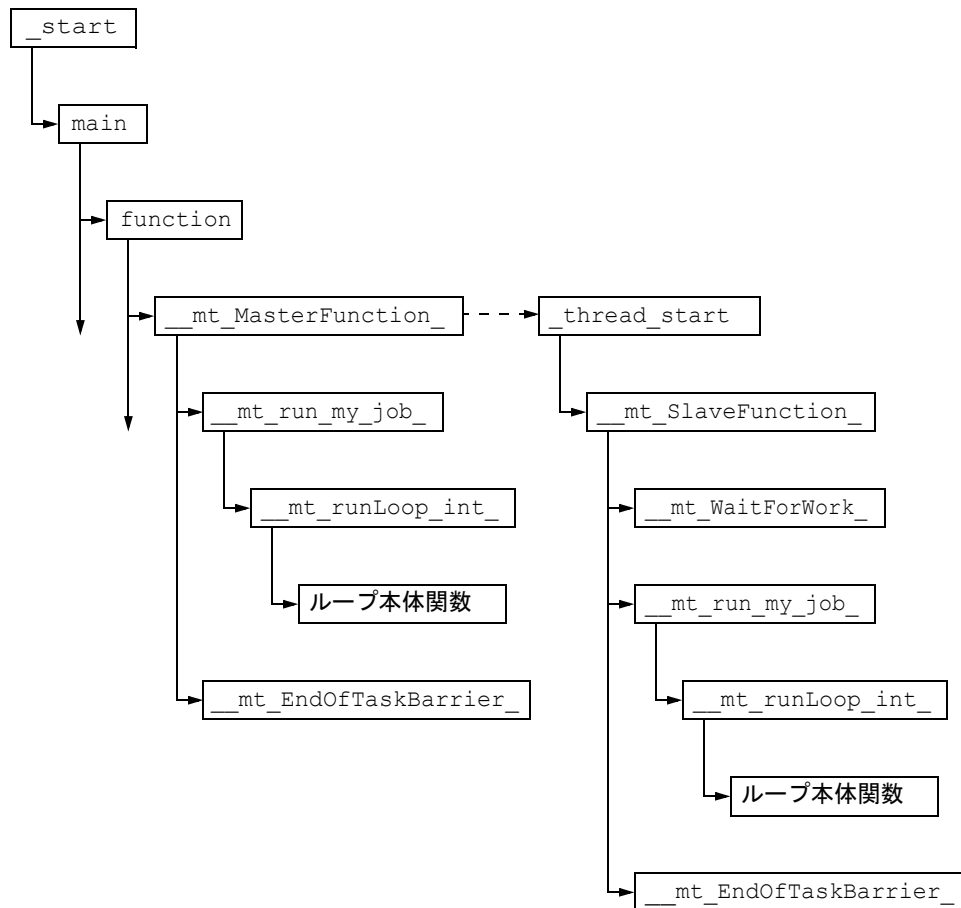 _start
main
function
__mt_MasterFunction_
_thread_start
__mt_run_my_job_
__mt_SlaveFunction_
__mt_runLoop_int_
__mt_WaitForWork_
ループ本体関数
__mt_run_my_job_
__mt_EndOfTaskBarrier_
__mt_runLoop_int_
ループ本体関数
__mt_EndOfTaskBarrier_